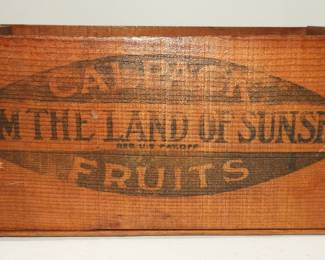 CALPACK
M THE LAND OF SUNSE
REG. U.S. PAT. OFF.
FRUITS